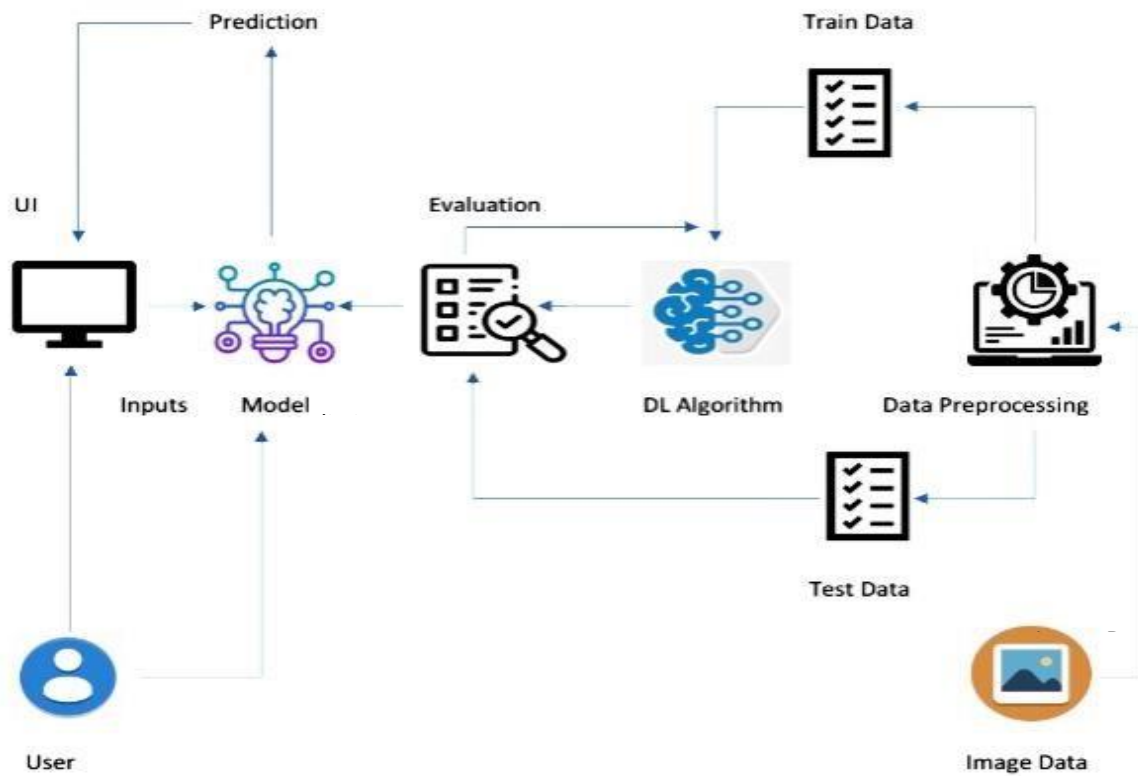 Prediction
Train Data
UI
Evaluation
Inputs
Model
DL Algorithm
Data Preprocessing
Test Data
User
Image Data